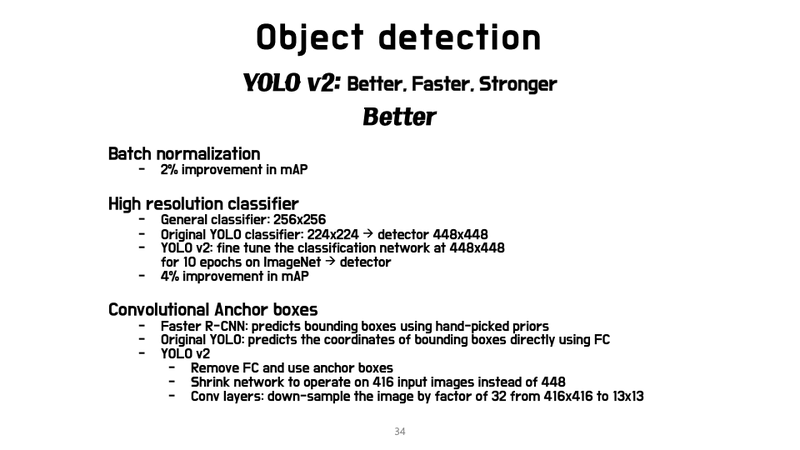 Object detection
YOLO v2: Better, Faster, Stronger
Better
Batch normalization
- 2% improvement in mAP
High resolution classifier
- General classifier: 256x256
- Original YOLO classifier: 224x224 → detector 448x448
- YOLO v2: fine tune the classification network at 448x448
for 10 epochs on ImageNet → detector
- 4% improvement in mAP
Convolutional Anchor boxes
- Faster R-CNN: predicts bounding boxes using hand-picked priors
- Original YOLO: predicts the coordinates of bounding boxes directly using FC
- YOLO v2
- Remove FC and use anchor boxes
- Shrink network to operate on 416 input images instead of 448
- Conv layers: down-sample the image by factor of 32 from 416x416 to 13x13
34